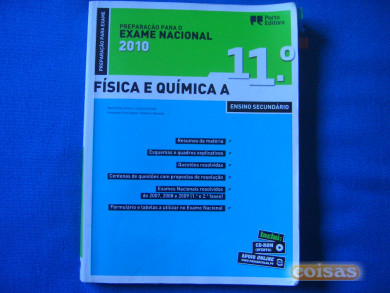 PREPARAÇÃO PARA EXAME
PREPARAÇÃO PARA O
EXAME NACIONAL
2010
Porto
Editora
11.º
FÍSICA E QUÍMICA A
ENSINO SECUNDÁRIO
Resumos da matéria
Esquemas e quadros explicativos
Questões resolvidas
Centenas de questões com propostas de resolução
Exames Nacionais resolvidos
de 2007, 2008 e 2009 (1.ª e 2.ª fases)
Formulário e tabelas a utilizar no Exame Nacional
Inclui:
CD-ROM
(OFERTA)
APOIO ONLINE
coisas